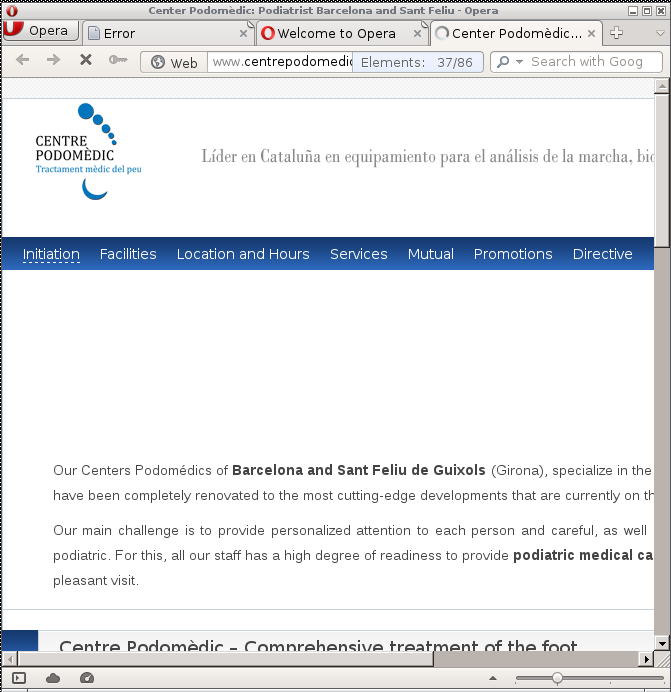 Center Podomèdic: Podiatrist Barcelona and Sant Feliu - Opera
Opera Error Welcome to Opera Center Podomèdic...
Web www.centrepodomedic Elements: 37/86 Search with Goog
CENTRE
PODOMÈDIC
Tractament mèdic del peu
Líder en Cataluña en equipamiento para el análisis de la marcha, bio
Initiation Facilities Location and Hours Services Mutual Promotions Directive
Our Centers Podomédics of Barcelona and Sant Feliu de Guixols (Girona), specialize in the
have been completely renovated to the most cutting-edge developments that are currently on th
Our main challenge is to provide personalized attention to each person and careful, as well
podiatric. For this, all our staff has a high degree of readiness to provide podiatric medical ca
pleasant visit.
Centre Podomèdic – Comprehensive treatment of the foot